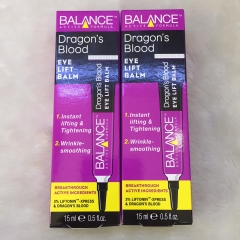 BALANCE
ACTIVE FORMULA
Dragon's
Blood
EYE
LIFT
BALM
1.Instant
lifting &
Tightening
2.Wrinkle-
smoothing
BREAKTHROUGH
ACTIVE INGREDIENTS
3% LIFTONIN™-XPRESS
& DRAGON'S BLOOD
15 ml ℮ 0.5 fl.oz.
Dragon's Blood
EYE LIFT BALM
BALANCE
BALANCE
ACTIVE FORMULA
Dragon's
Blood
EYE
LIFT
BALM
1.Instant
lifting &
Tightening
2.Wrinkle-
smoothing
BREAKTHROUGH
ACTIVE INGREDIENTS
3% LIFTONIN™-XPRESS
& DRAGON'S BLOOD
15 ml ℮ 0.5 fl.oz.
Dragon's Blood
EYE LIFT BALM
BALANCE